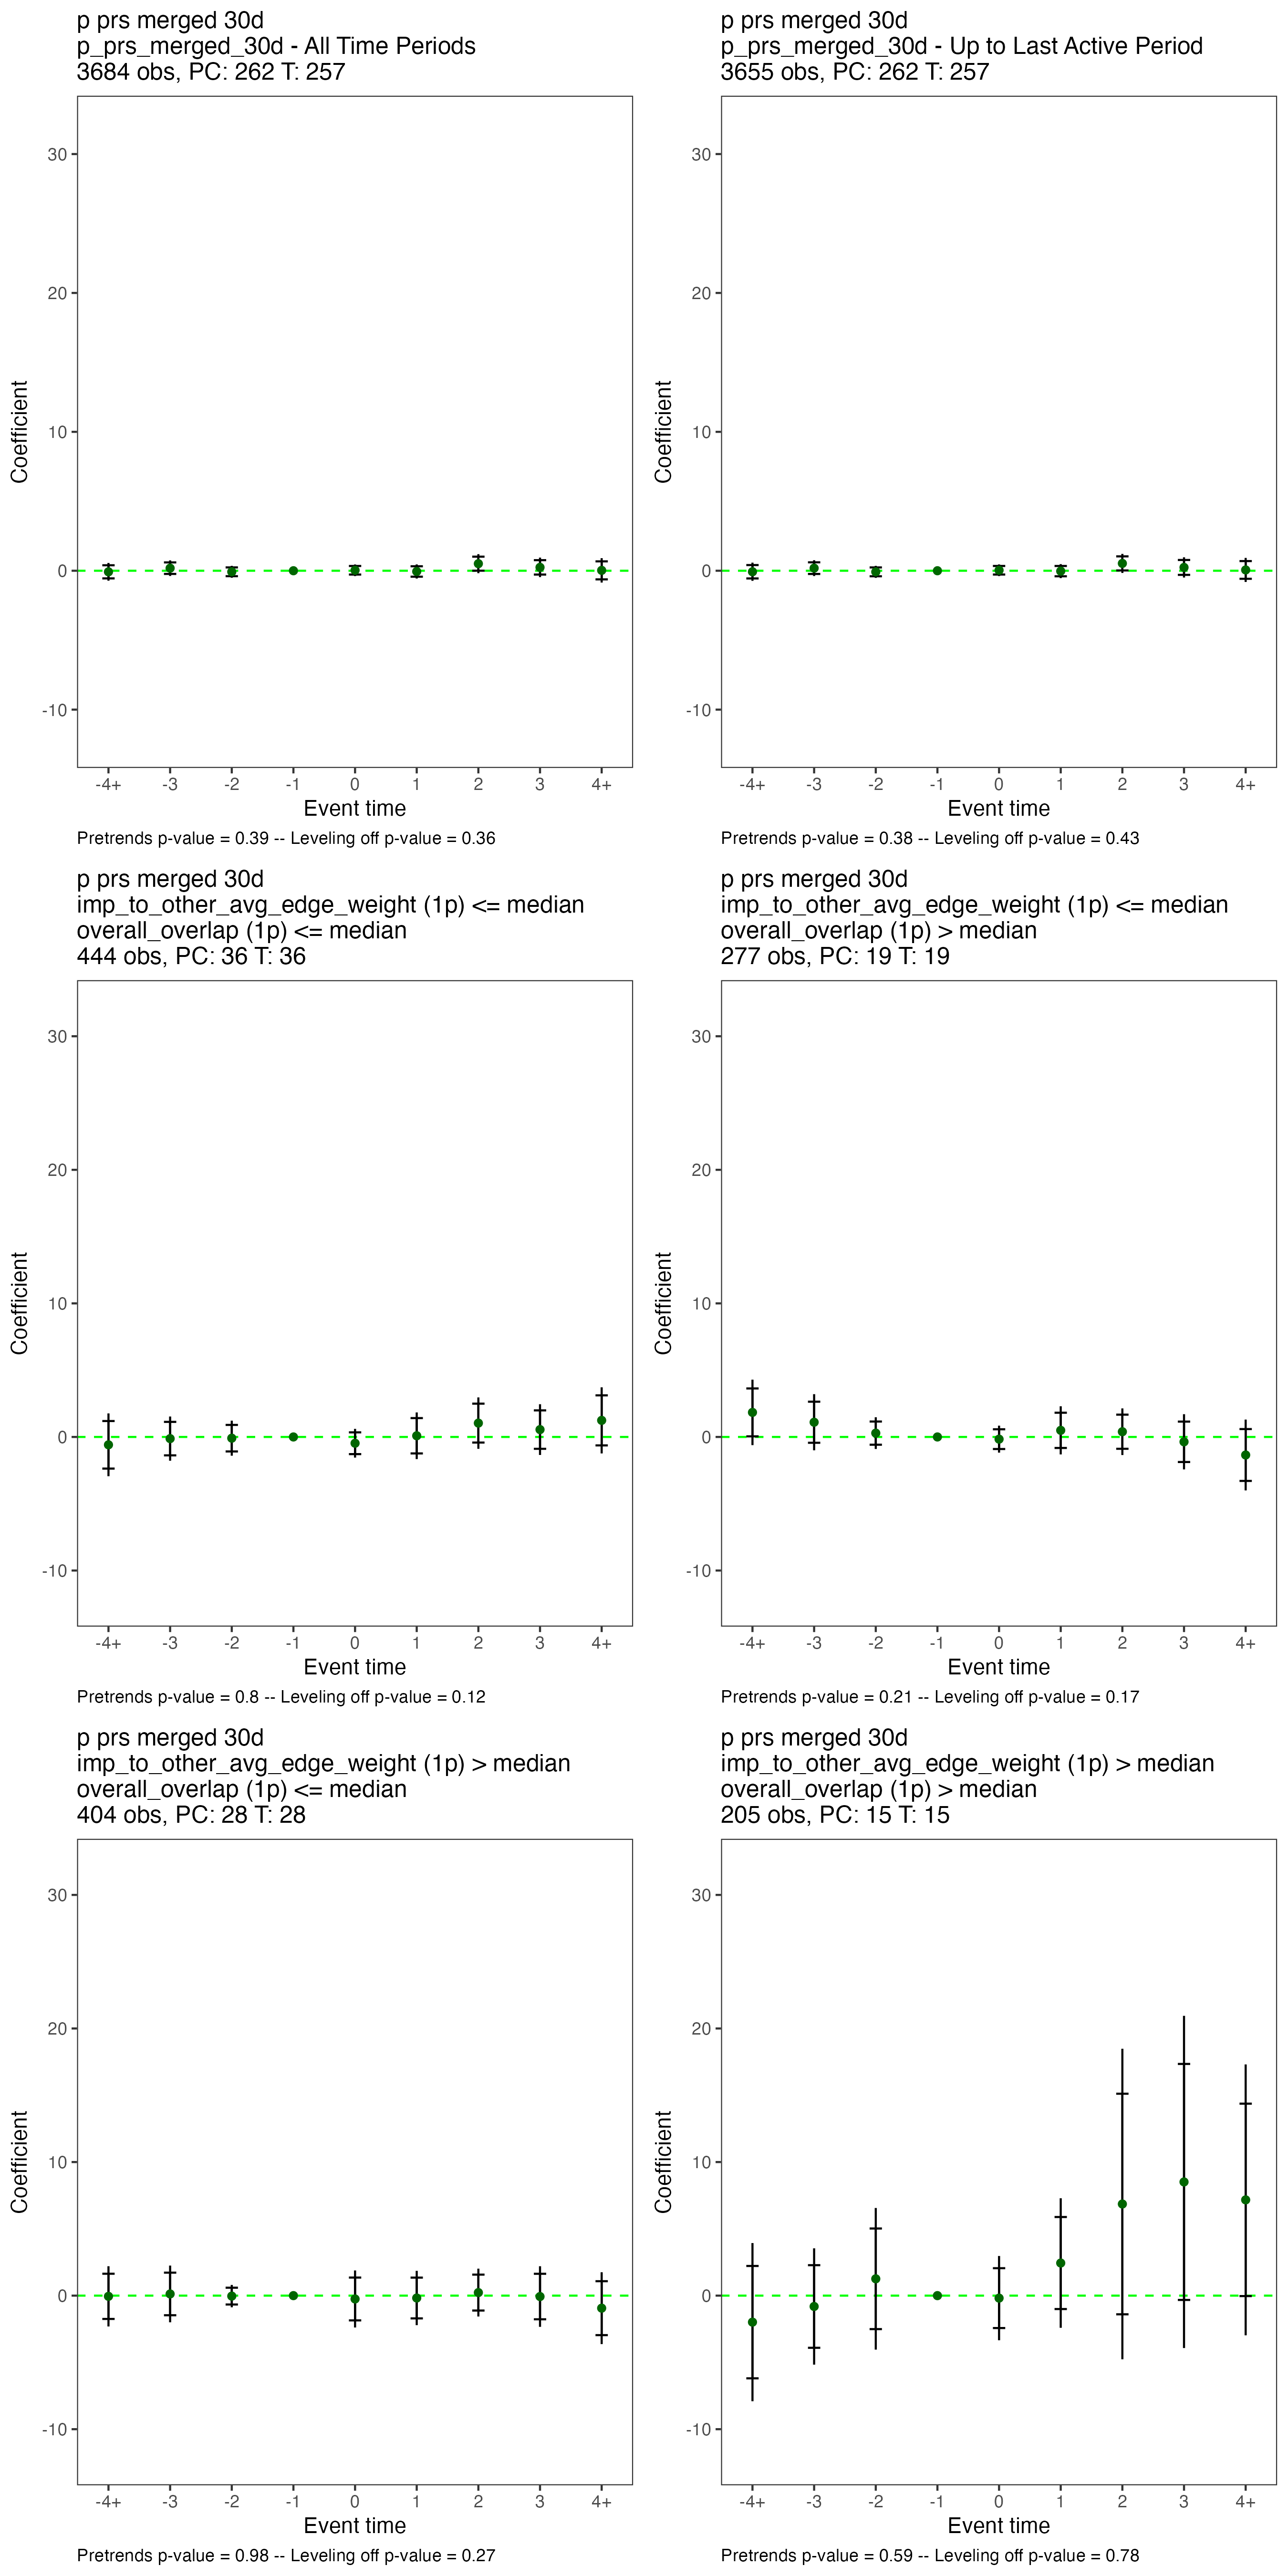 p prs merged 30d
p_prs_merged_30d - All Time Periods
3684 obs, PC: 262 T: 257
30
20
10
0
-10
Coefficient
-4+ -3 -2 -1 0 1 2 3 4+
Event time
Pretrends p-value = 0.39 -- Leveling off p-value = 0.36
p prs merged 30d
p_prs_merged_30d - Up to Last Active Period
3655 obs, PC: 262 T: 257
30
20
10
0
-10
Coefficient
-4+ -3 -2 -1 0 1 2 3 4+
Event time
Pretrends p-value = 0.38 -- Leveling off p-value = 0.43
p prs merged 30d
imp_to_other_avg_edge_weight (1p) <= median
overall_overlap (1p) <= median
444 obs, PC: 36 T: 36
30
20
10
0
-10
Coefficient
-4+ -3 -2 -1 0 1 2 3 4+
Event time
Pretrends p-value = 0.8 -- Leveling off p-value = 0.12
p prs merged 30d
imp_to_other_avg_edge_weight (1p) <= median
overall_overlap (1p) > median
277 obs, PC: 19 T: 19
30
20
10
0
-10
Coefficient
-4+ -3 -2 -1 0 1 2 3 4+
Event time
Pretrends p-value = 0.21 -- Leveling off p-value = 0.17
p prs merged 30d
imp_to_other_avg_edge_weight (1p) > median
overall_overlap (1p) <= median
404 obs, PC: 28 T: 28
30
20
10
0
-10
Coefficient
-4+ -3 -2 -1 0 1 2 3 4+
Event time
Pretrends p-value = 0.98 -- Leveling off p-value = 0.27
p prs merged 30d
imp_to_other_avg_edge_weight (1p) > median
overall_overlap (1p) > median
205 obs, PC: 15 T: 15
30
20
10
0
-10
Coefficient
-4+ -3 -2 -1 0 1 2 3 4+
Event time
Pretrends p-value = 0.59 -- Leveling off p-value = 0.78